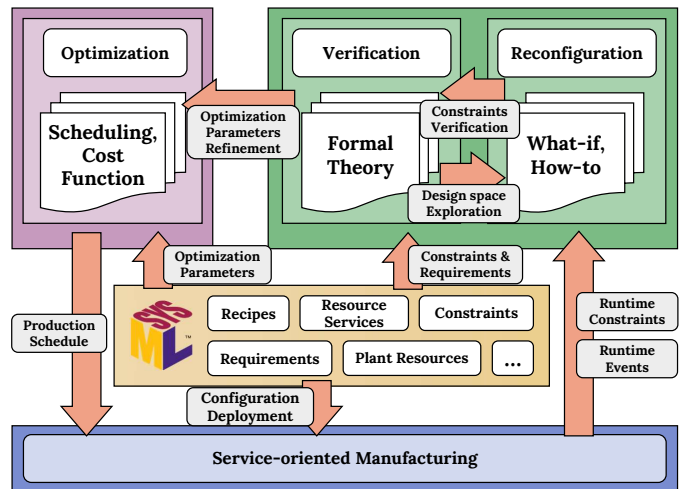 Optimization
Verification
Reconfiguration
Scheduling,
Cost
Function
Optimization
Parameters
Refinement
Formal
Theory
Constraints
Verification
What-if,
How-to
Design space
Exploration
Optimization
Parameters
Constraints &
Requirements
Production
Schedule
SYS
ML™
Recipes
Resource
Services
Constraints
Requirements
Plant Resources
...
Runtime
Constraints
Runtime
Events
Configuration
Deployment
Service-oriented Manufacturing